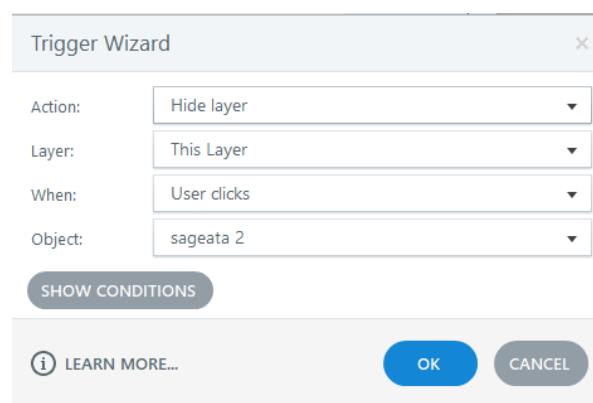 Trigger Wizard
Action: Hide layer
Layer: This Layer
When: User clicks
Object: sageata 2
SHOW CONDITIONS
LEARN MORE... OK CANCEL